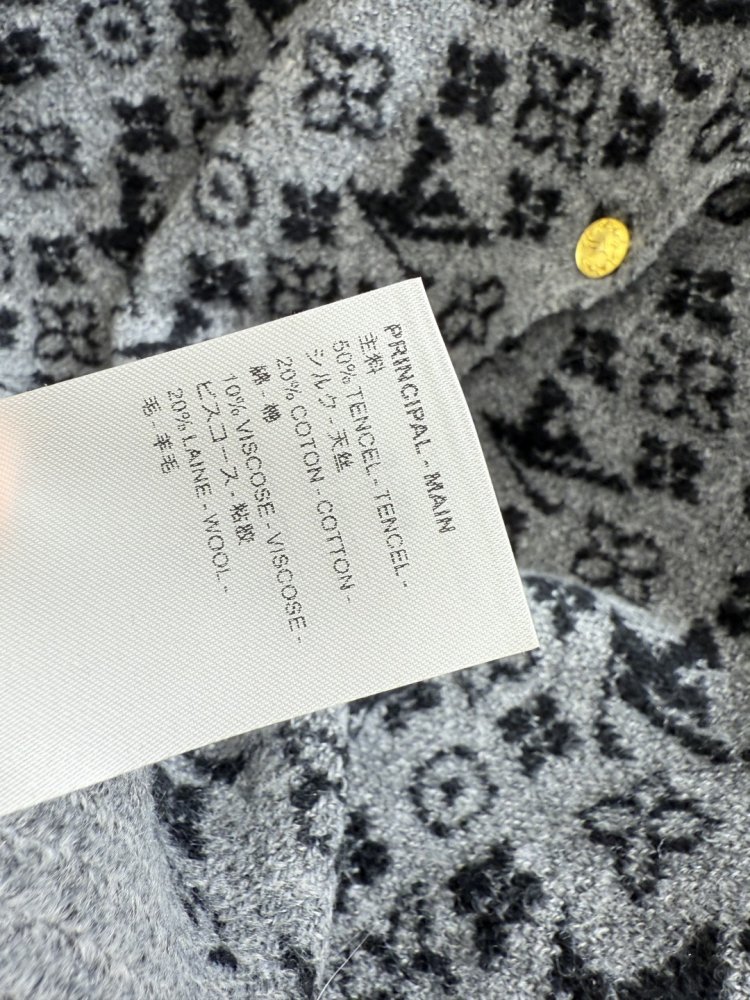 PRINCIPAL - MAIN
主料
50% TENCEL - TENCEL -
シルク - 天丝
20% COTON - COTTON -
綿 - 棉
10% VISCOSE - VISCOSE -
ビスコース - 粘胶
20% LAINE - WOOL -
毛 - 羊毛